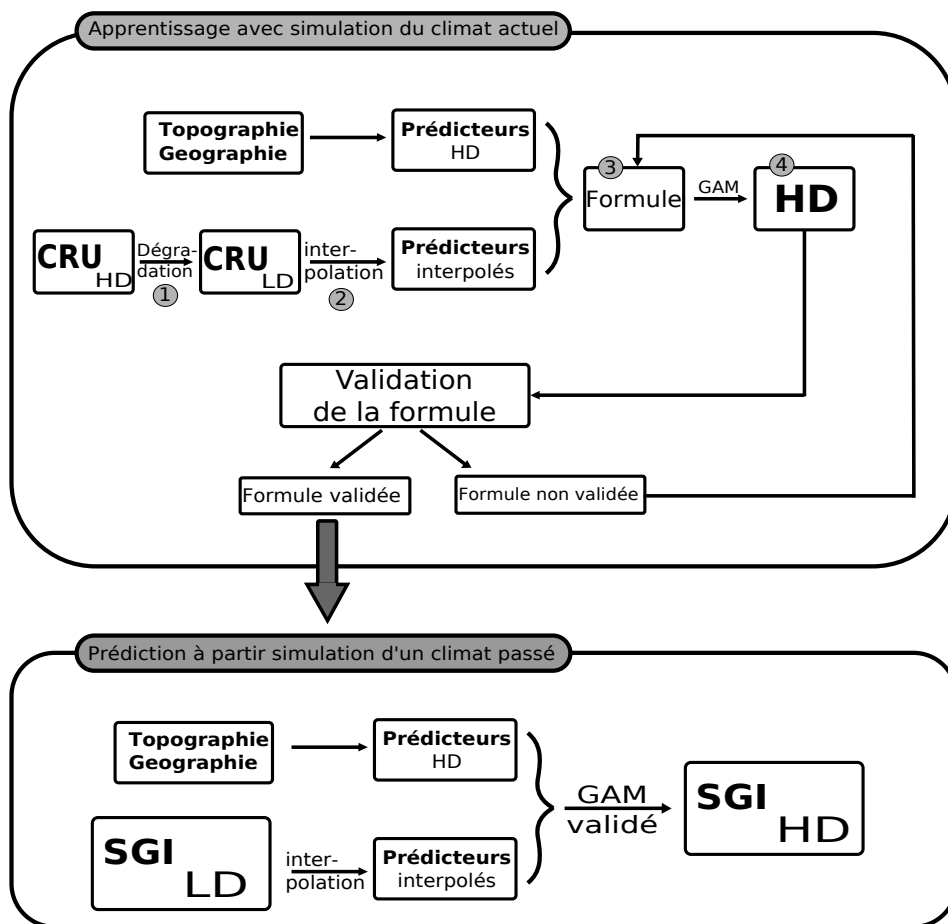 Apprentissage avec simulation du climat actuel
Topographie
Geographie
Prédicteurs
HD
3
Formule
GAM
4
HD
CRU
HD
Dégra-
dation
1
CRU
LD
inter-
polation
2
Prédicteurs
interpolés
Validation
de la formule
Formule validée
Formule non validée
Prédiction à partir simulation d'un climat passé
Topographie
Geographie
Prédicteurs
HD
GAM
validé
SGI
HD
SGI
LD
inter-
polation
Prédicteurs
interpolés